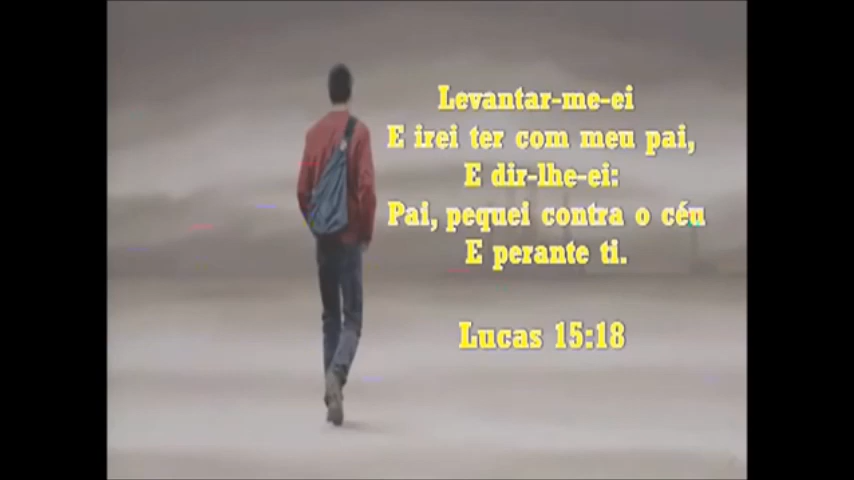 Levantar-me-ei
E irei ter com meu pai,
E dir-lhe-ei:
Pai, pequei contra o céu
E perante ti.
Lucas 15:18